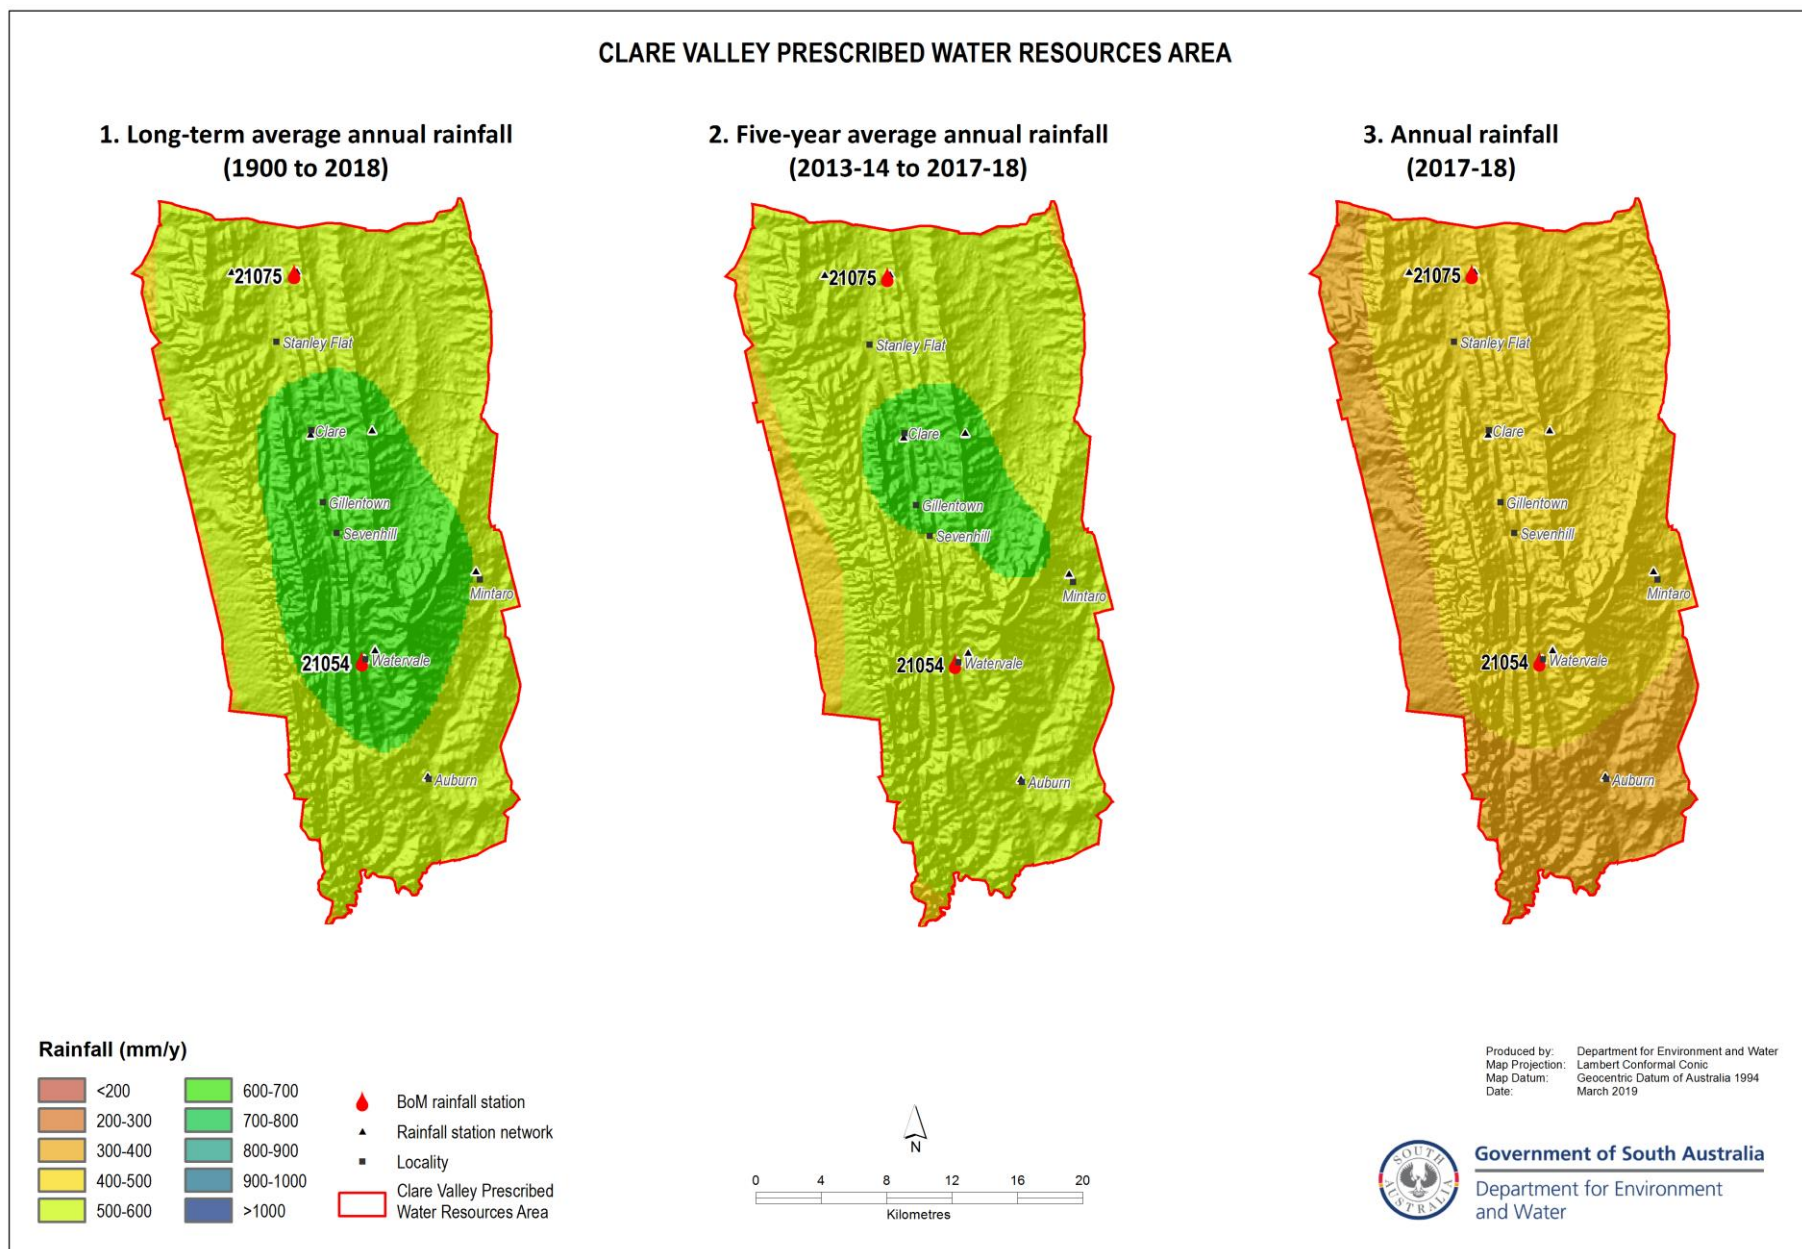 CLARE VALLEY PRESCRIBED WATER RESOURCES AREA
1. Long-term average annual rainfall
(1900 to 2018)
21075
Stanley Flat
Clare
Gillentown
Sevenhill
Mintaro
21054
Watervale
Auburn
2. Five-year average annual rainfall
(2013-14 to 2017-18)
21075
Stanley Flat
Clare
Gillentown
Sevenhill
Mintaro
21054
Watervale
Auburn
3. Annual rainfall
(2017-18)
21075
Stanley Flat
Clare
Gillentown
Sevenhill
Mintaro
21054
Watervale
Auburn
Rainfall (mm/y)
<200
200-300
300-400
400-500
500-600
600-700
700-800
800-900
900-1000
>1000
BoM rainfall station
Rainfall station network
Locality
Clare Valley Prescribed
Water Resources Area
N
0 4 8 12 16 20
Kilometres
Produced by: Department for Environment and Water
Map Projection: Lambert Conformal Conic
Map Datum: Geocentric Datum of Australia 1994
Date: March 2019
SOUTH
AUSTRALIA
Government of South Australia
Department for Environment
and Water